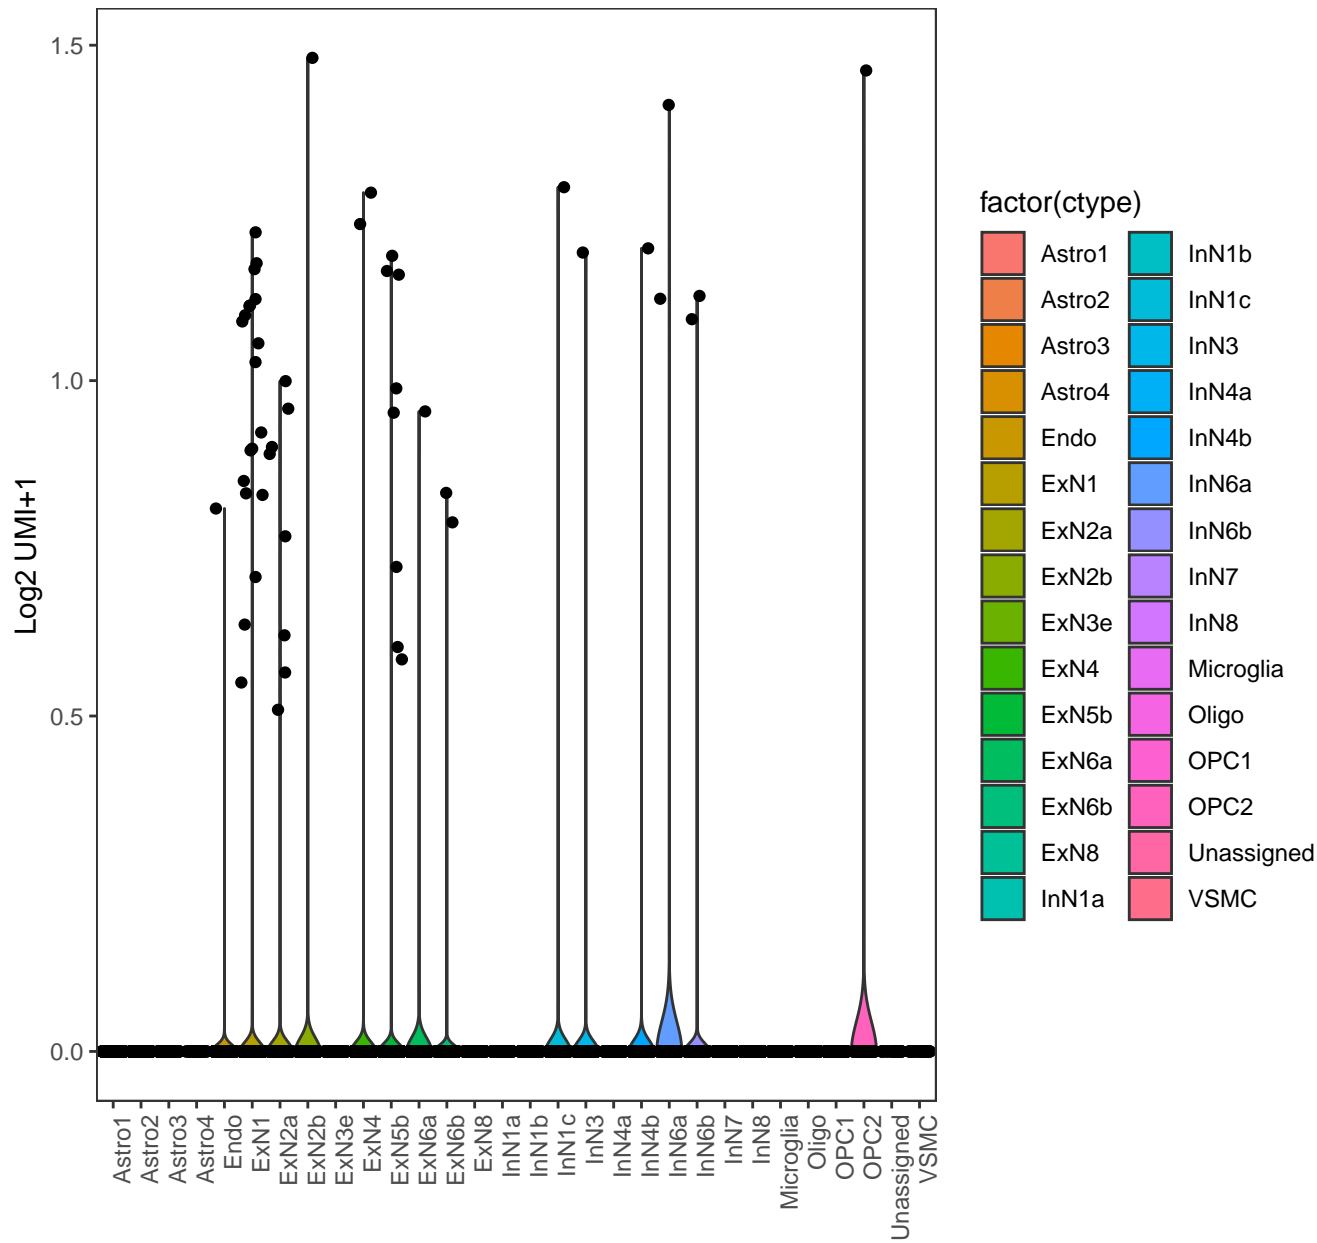 1.5
1.0
0.5
0.0
Log2 UMI+1
Astro1
Astro2
Astro3
Astro4
Endo
ExN1
ExN2a
ExN2b
ExN3e
ExN4
ExN5b
ExN6a
ExN6b
ExN8
InN1a
InN1b
InN1c
InN3
InN4a
InN4b
InN6a
InN6b
InN7
InN8
Microglia
Oligo
OPC1
OPC2
Unassigned
VSMC
factor(ctype)
Astro1
Astro2
Astro3
Astro4
Endo
ExN1
ExN2a
ExN2b
ExN3e
ExN4
ExN5b
ExN6a
ExN6b
ExN8
InN1a
InN1b
InN1c
InN3
InN4a
InN4b
InN6a
InN6b
InN7
InN8
Microglia
Oligo
OPC1
OPC2
Unassigned
VSMC